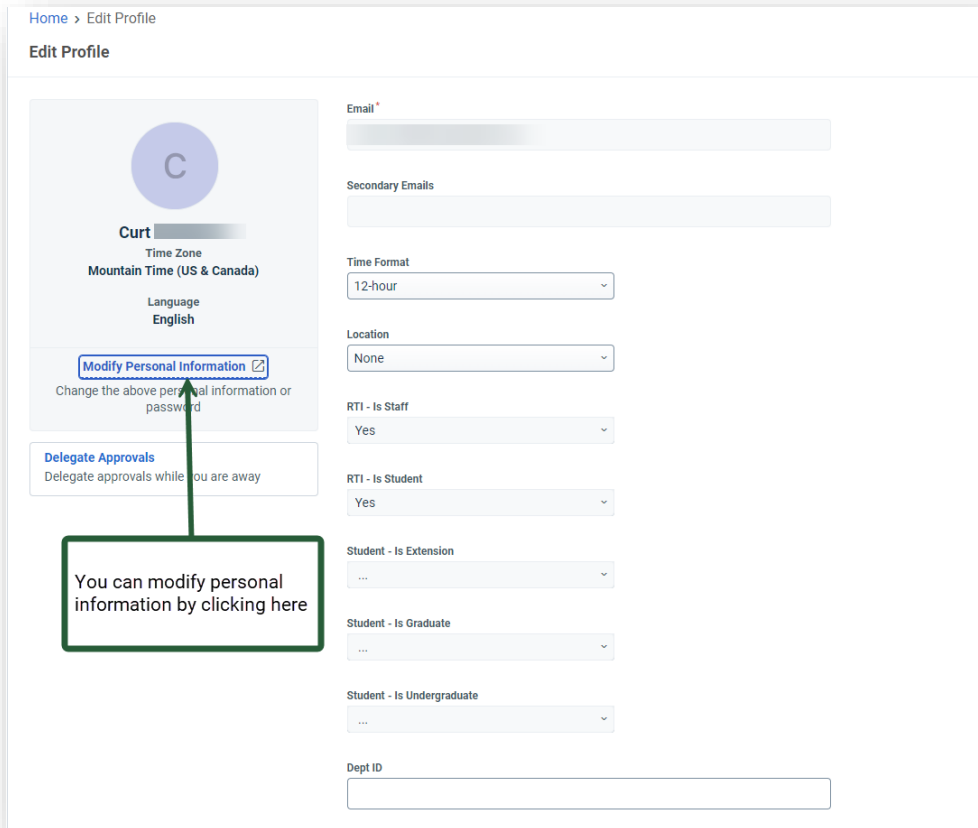 Home › Edit Profile
Edit Profile
C
Curt
Time Zone
Mountain Time (US & Canada)
Language
English
Modify Personal Information
Change the above personal information or
password
Delegate Approvals
Delegate approvals while you are away
You can modify personal
information by clicking here
Email*
Secondary Emails
Time Format
12-hour
Location
None
RTI - Is Staff
Yes
RTI - Is Student
Yes
Student - Is Extension
...
Student - Is Graduate
...
Student - Is Undergraduate
...
Dept ID